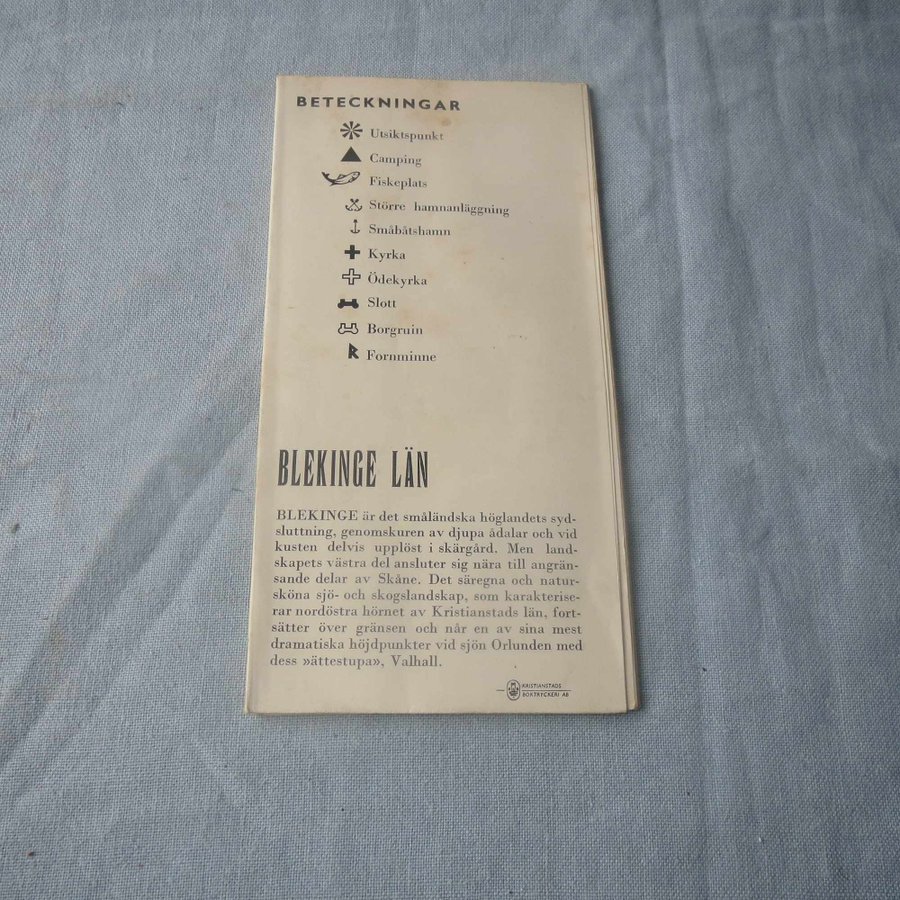 BETECKNINGAR
Utsiktspunkt
Camping
Fiskeplats
Större hamnanläggning
Småbåtshamn
Kyrka
Ödekyrka
Slott
Borgruin
Fornminne
BLEKINGE LÄN
BLEKINGE är det småländska höglandets syd-
sluttning, genomskuren av djupa ådalar och vid
kusten delvis upplöst i skärgård. Men land-
skapets västra del ansluter sig nära till angrän-
sande delar av Skåne. Det säregna och natur-
sköna sjö- och skogslandskap, som karakterise-
rar nordöstra hörnet av Kristianstads län, fort-
sätter över gränsen och når en av sina mest
dramatiska höjdpunkter vid sjön Orlunden med
dess »ättestupa», Valhall.
KRISTIANSTADS
BOKTRYCKERI AB